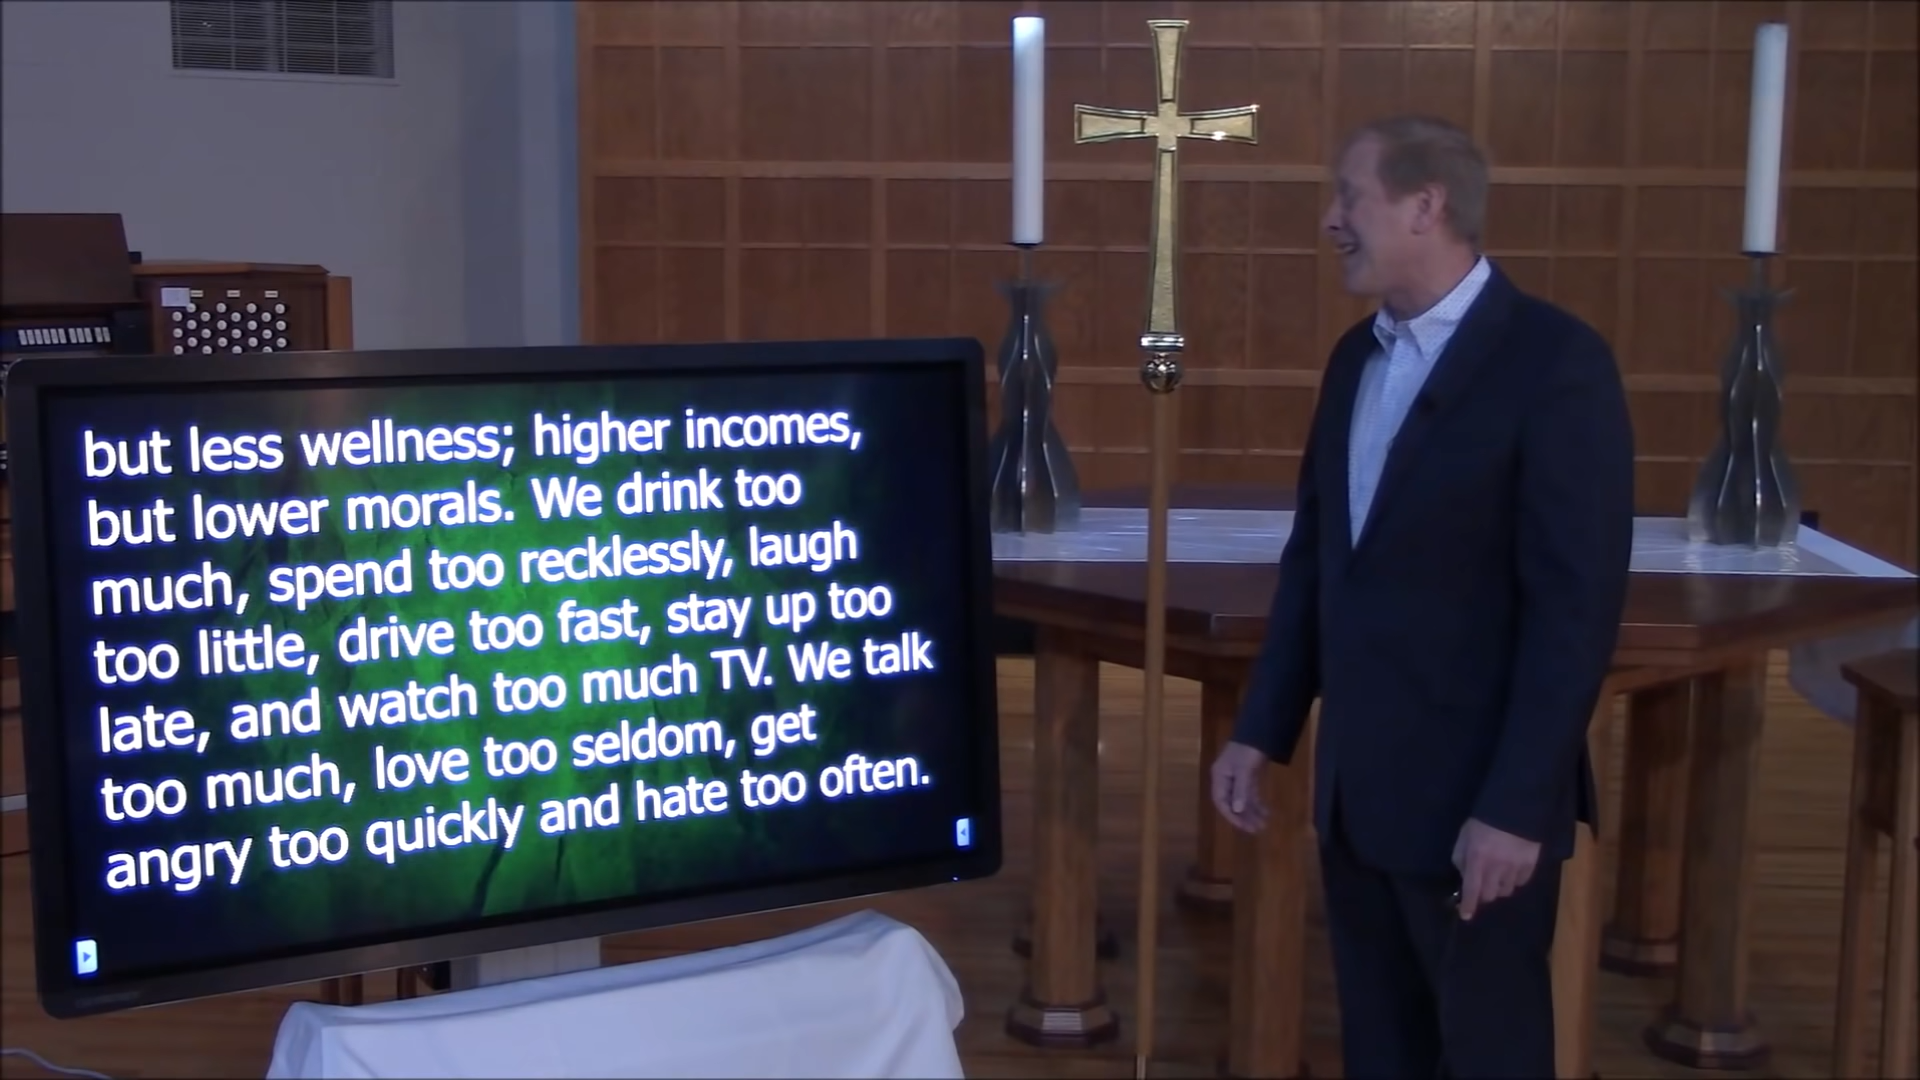 but less wellness; higher incomes,
but lower morals. We drink too
much, spend too recklessly, laugh
too little, drive too fast, stay up too
late, and watch too much TV. We talk
too much, love too seldom, get
angry too quickly and hate too often.